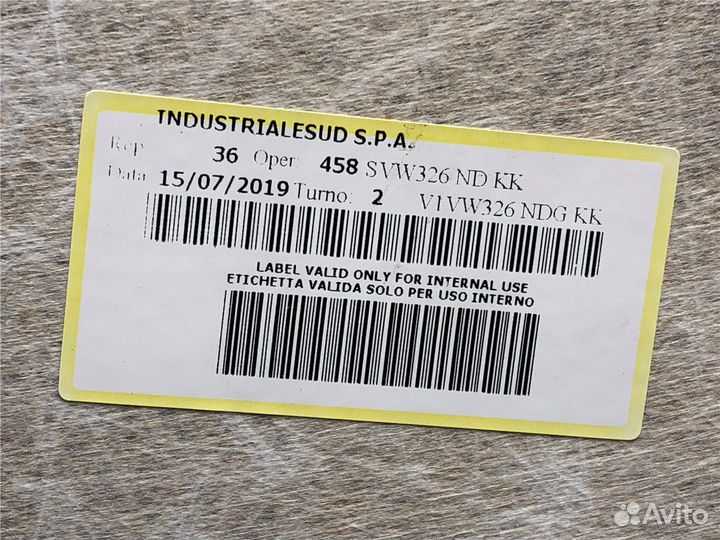 INDUSTRIALESUD S.P.A.
Rep 36 Oper: 458 SVW326 ND KK
Data 15/07/2019 Turno: 2 V1VW326 NDG KK
LABEL VALID ONLY FOR INTERNAL USE
ETICHETTA VALIDA SOLO PER USO INTERNO
Avito